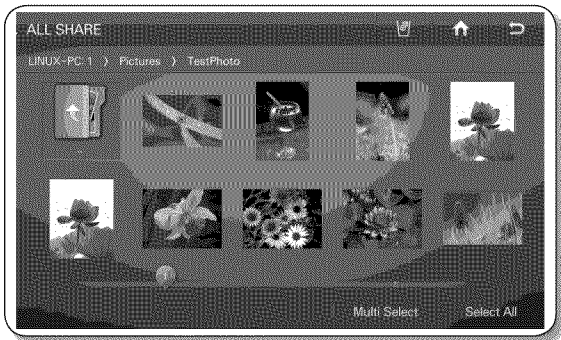 ALL SHARE
LINUX-PC: 1 〉 Pictures 〉 TestPhoto
Multi Select Select All